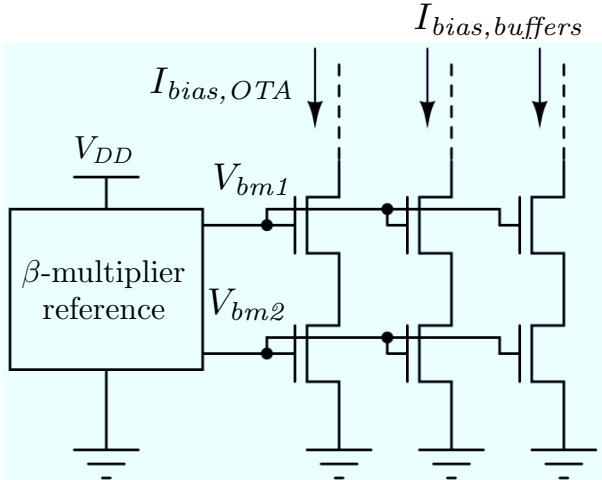 I_{bias,buffers}
I_{bias,OTA}
V_{DD}
V_{bm1}
β-multiplier
reference
V_{bm2}